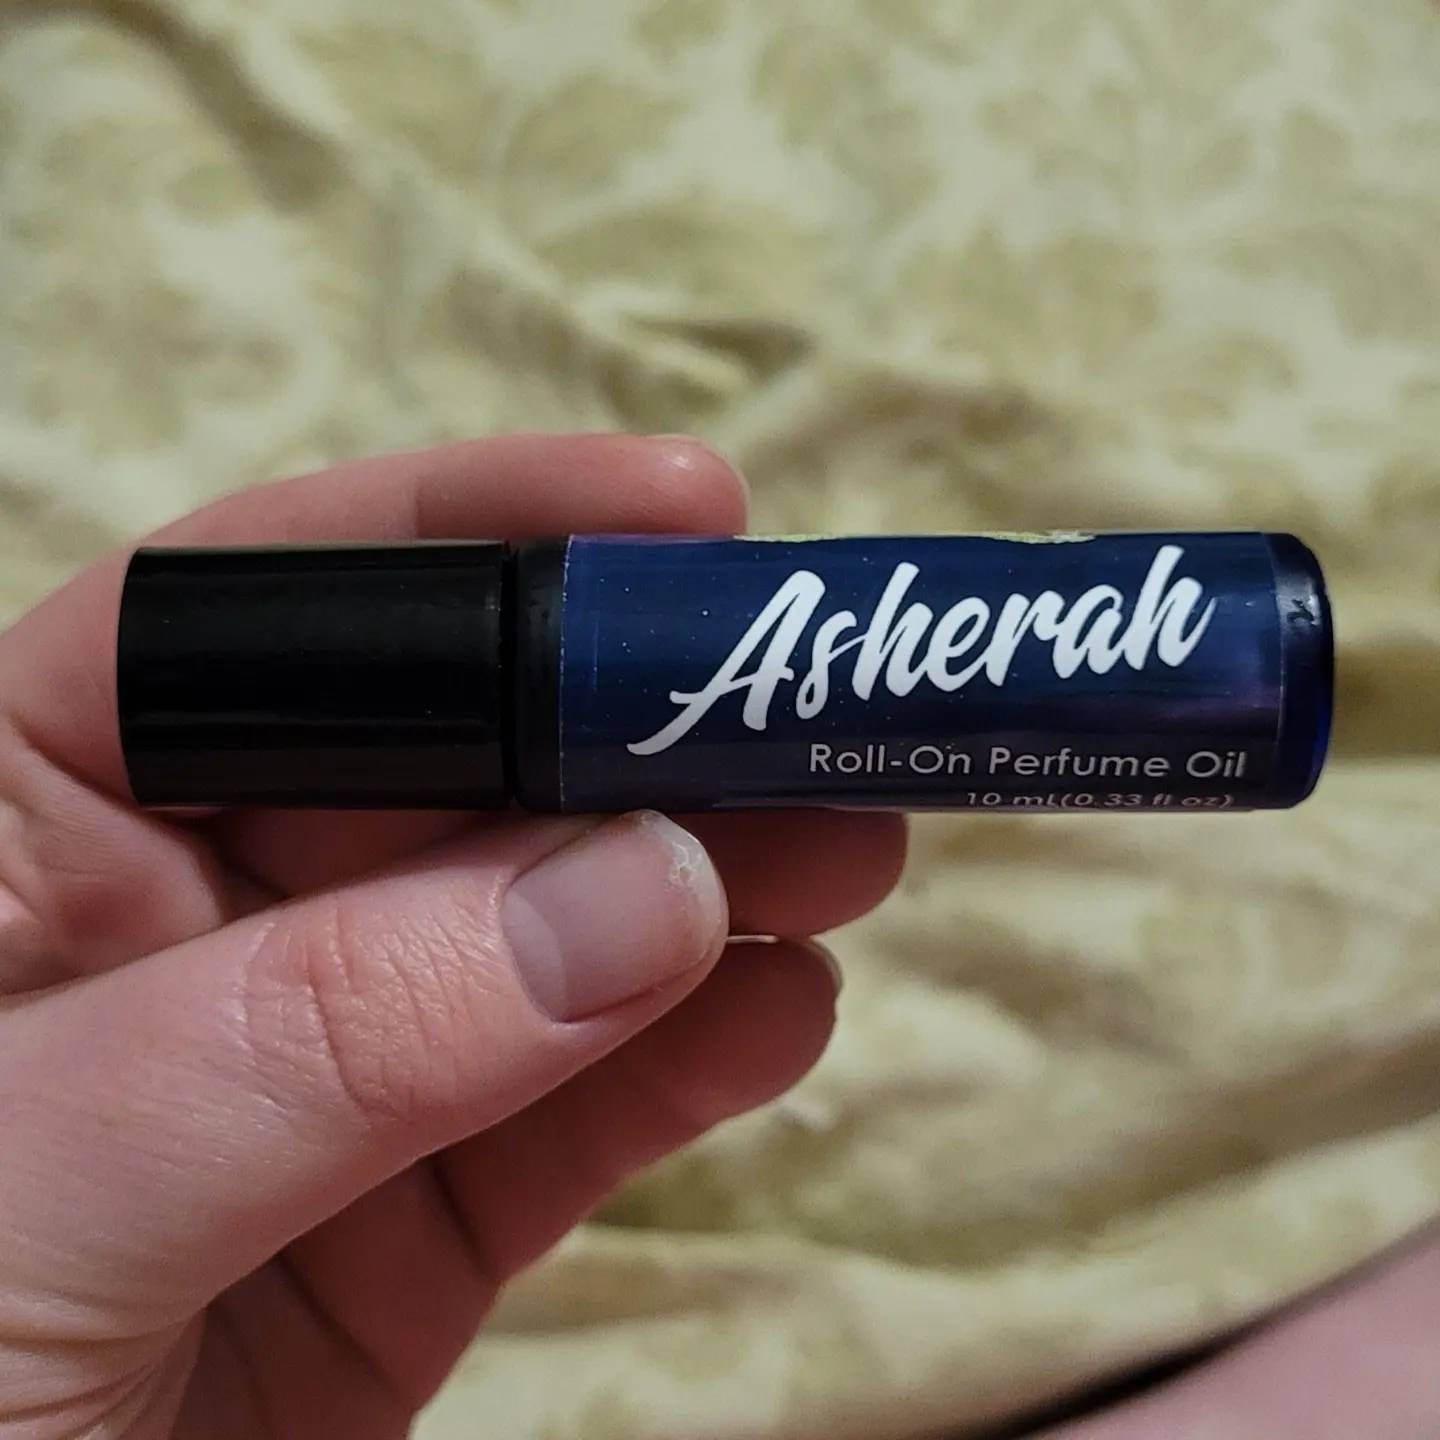 Asherah
Roll-On Perfume Oil
10 mL(0.33 fl oz)